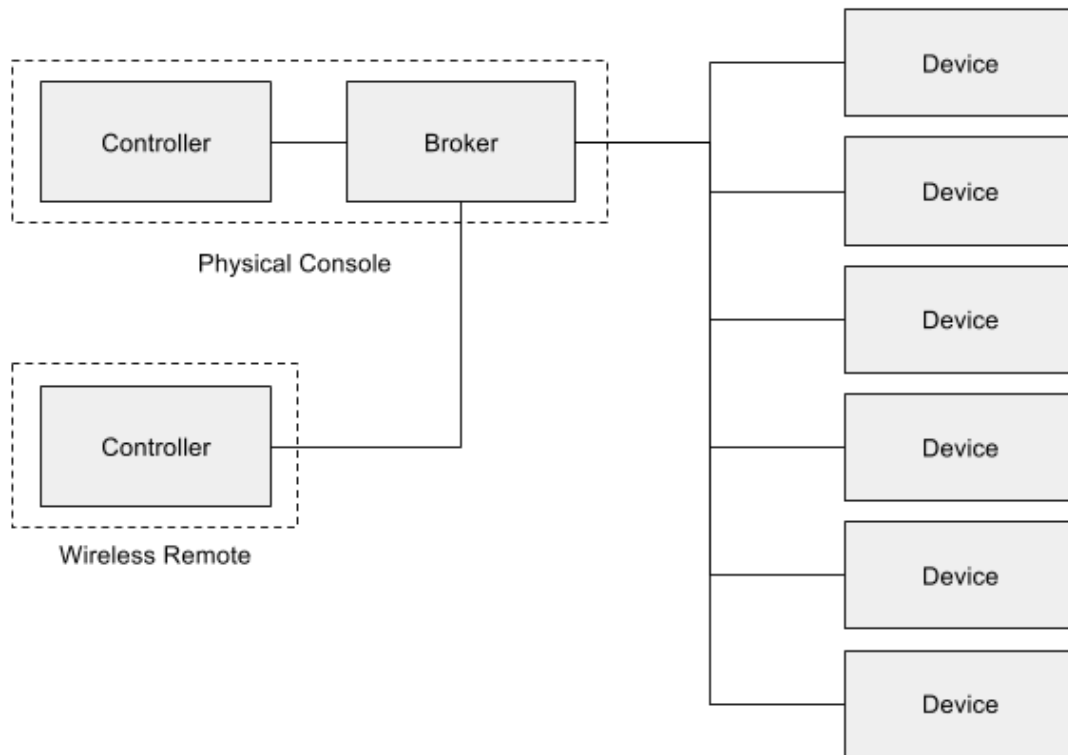 Controller
Broker
Physical Console
Controller
Wireless Remote
Device
Device
Device
Device
Device
Device